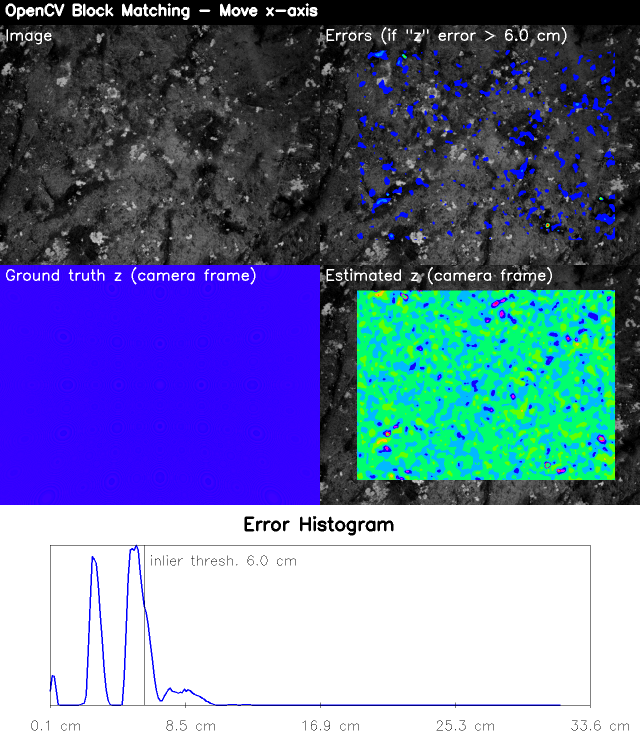 OpenCV Block Matching - Move x-axis
Image
Errors (if "z" error > 6.0 cm)
Ground truth z (camera frame)
Estimated z (camera frame)
Error Histogram
inlier thresh. 6.0 cm
0.1 cm
8.5 cm
16.9 cm
25.3 cm
33.6 cm